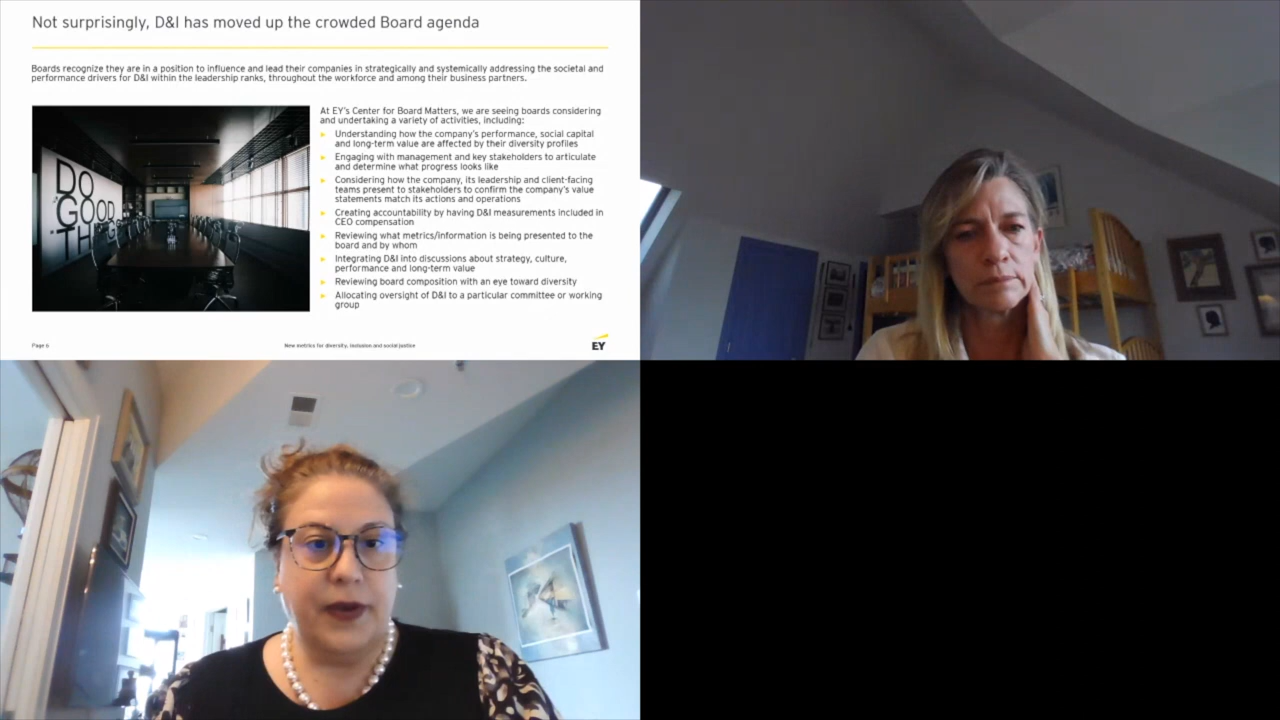 Not surprisingly, D&I has moved up the crowded Board agenda
Boards recognize they are in a position to influence and lead their companies in strategically and systemically addressing the societal and
performance drivers for D&I within the leadership ranks, throughout the workforce and among their business partners.
DO
GOOD
TH
At EY's Center for Board Matters, we are seeing boards considering
and undertaking a variety of activities, including:
Understanding how the company's performance, social capital
and long-term value are affected by their diversity profiles
Engaging with management and key stakeholders to articulate
and determine what progress looks like
Considering how the company, its leadership and client-facing
teams present to stakeholders to confirm the company's value
statements match its actions and operations
Creating accountability by having D&I measurements included in
CEO compensation
Reviewing what metrics/information is being presented to the
board and by whom
Integrating D&I into discussions about strategy, culture,
performance and long-term value
Reviewing board composition with an eye toward diversity
Allocating oversight of D&I to a particular committee or working
group
Page 6
New metrics for diversity, inclusion and social justice
EY